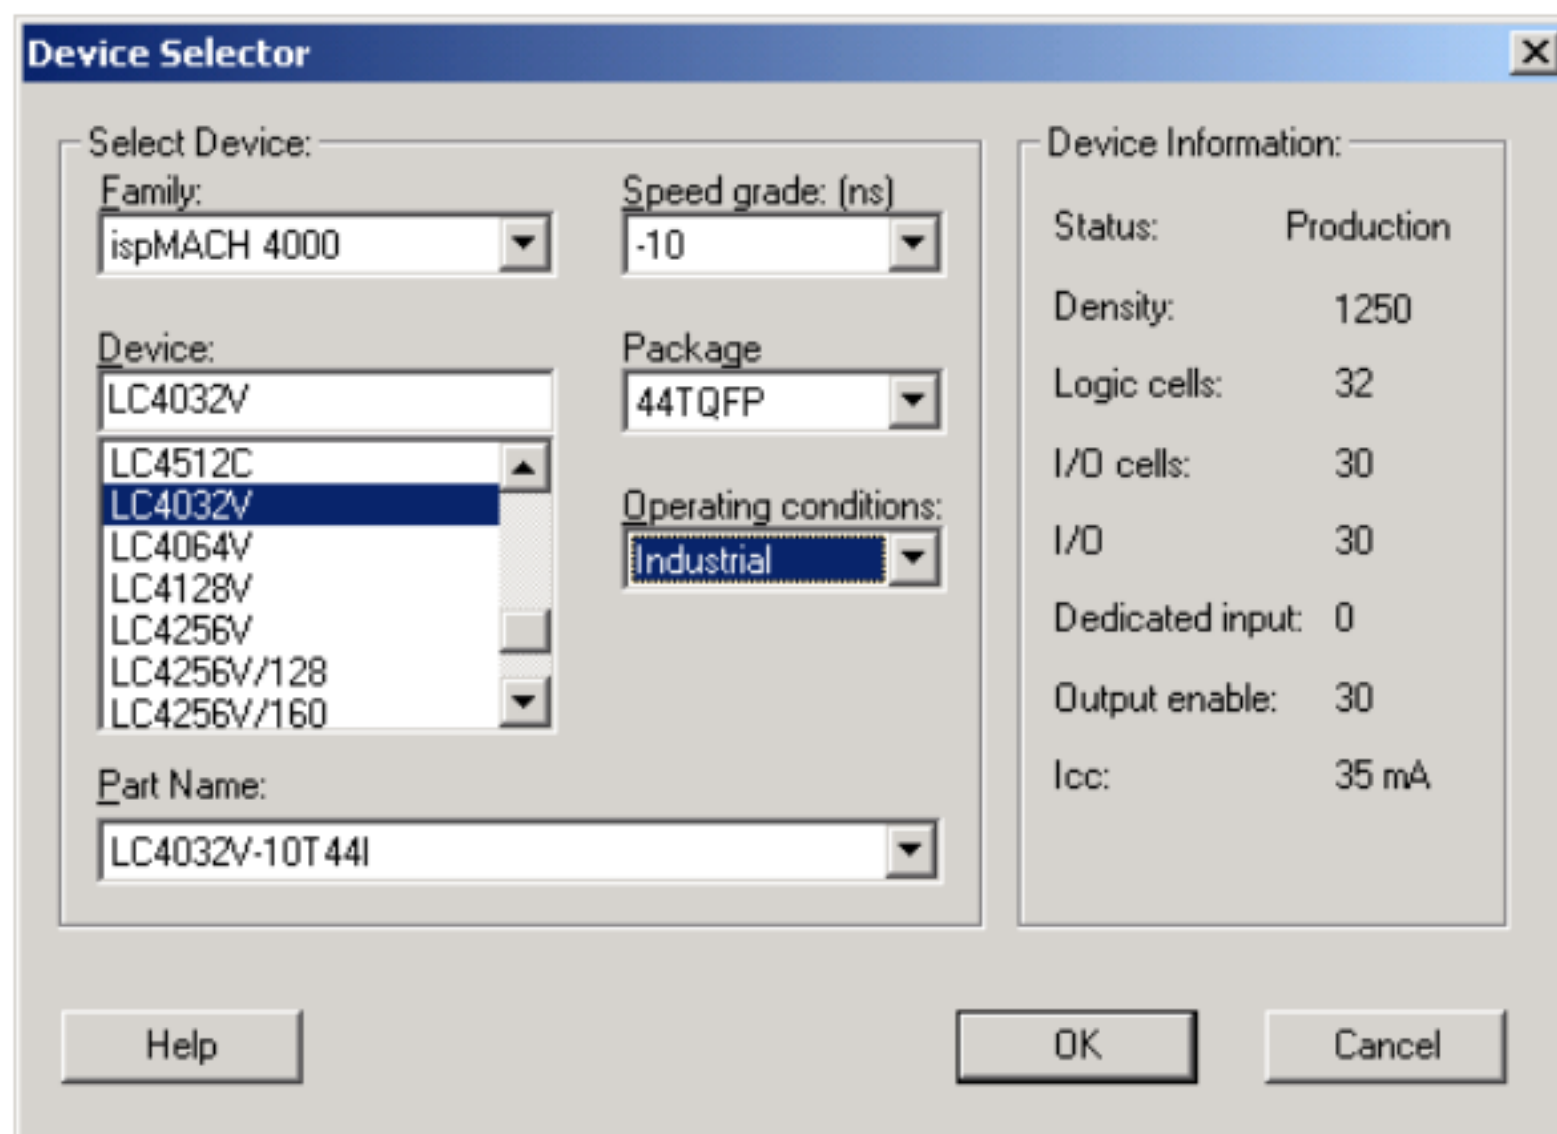 Device Selector
Select Device:
Family:
ispMACH 4000
Speed grade: (ns)
-10
Device:
LC4032V
LC4512C
LC4032V
LC4064V
LC4128V
LC4256V
LC4256V/128
LC4256V/160
Package
44TQFP
Operating conditions:
Industrial
Part Name:
LC4032V-10T44I
Device Information:
Status: Production
Density: 1250
Logic cells: 32
I/O cells: 30
I/O 30
Dedicated input: 0
Output enable: 30
Icc: 35 mA
Help
OK
Cancel